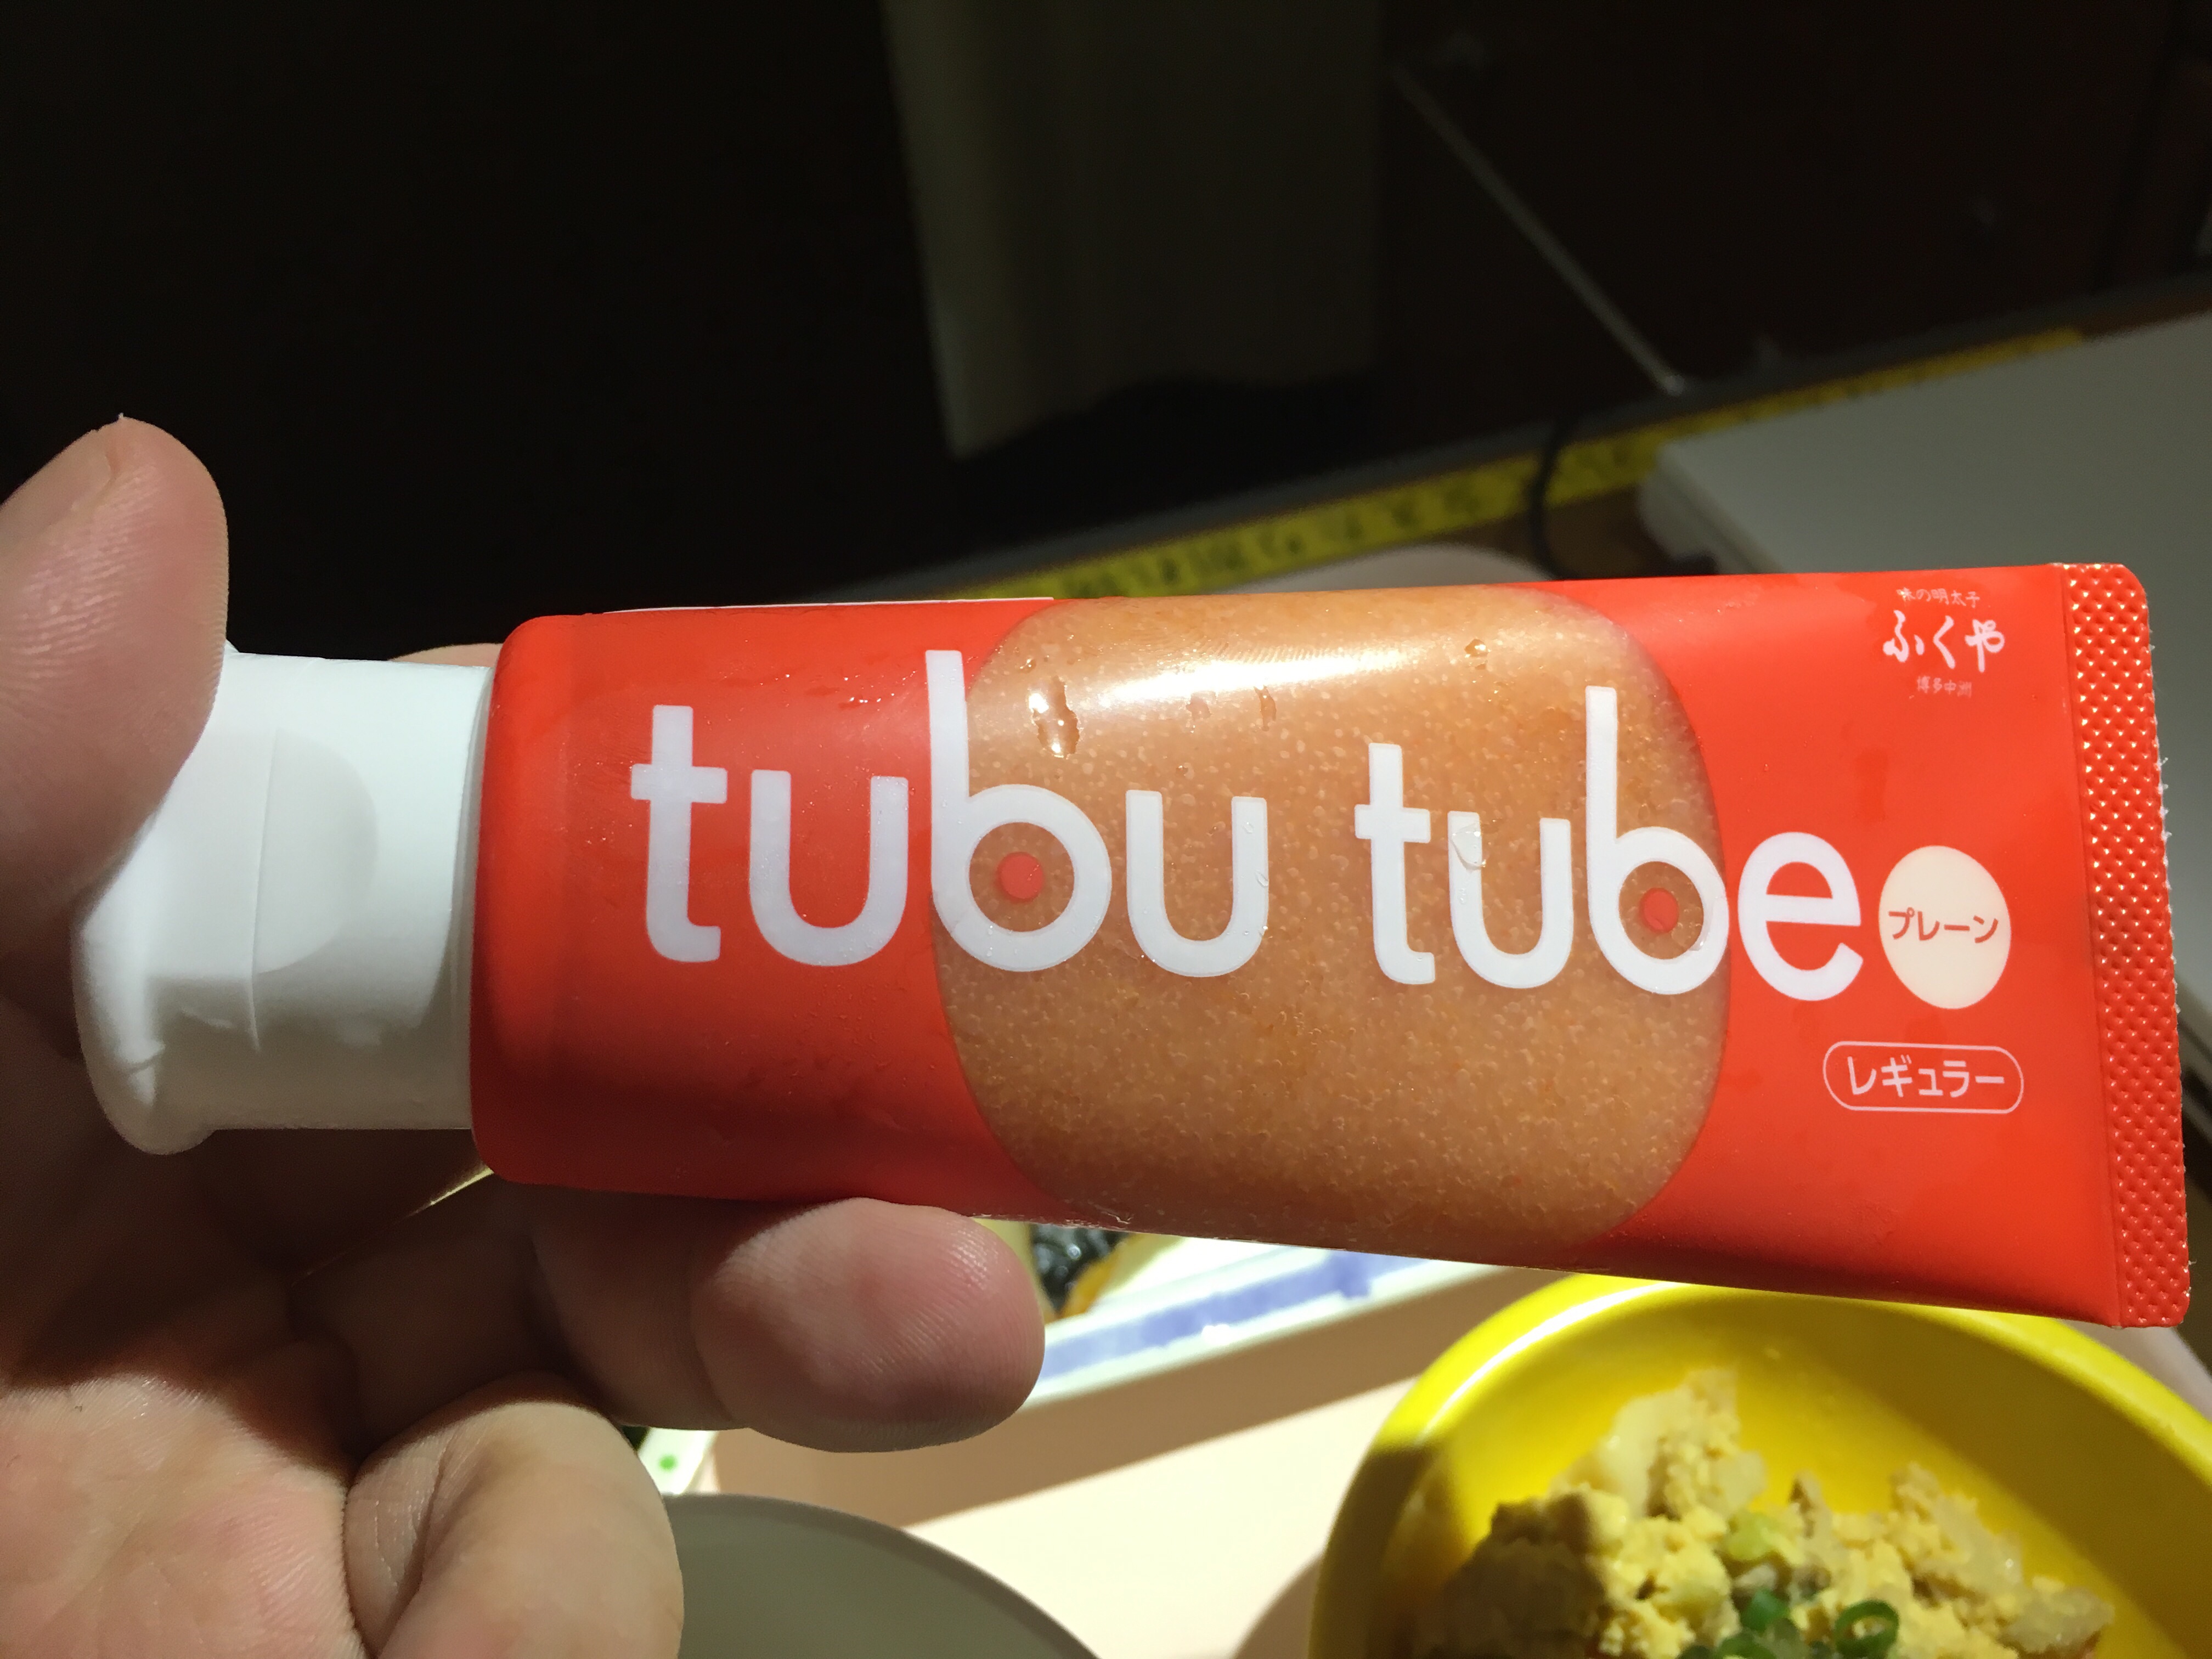 味の明太子
ふくや
博多中洲
tubu tube
プレーン
レギュラー